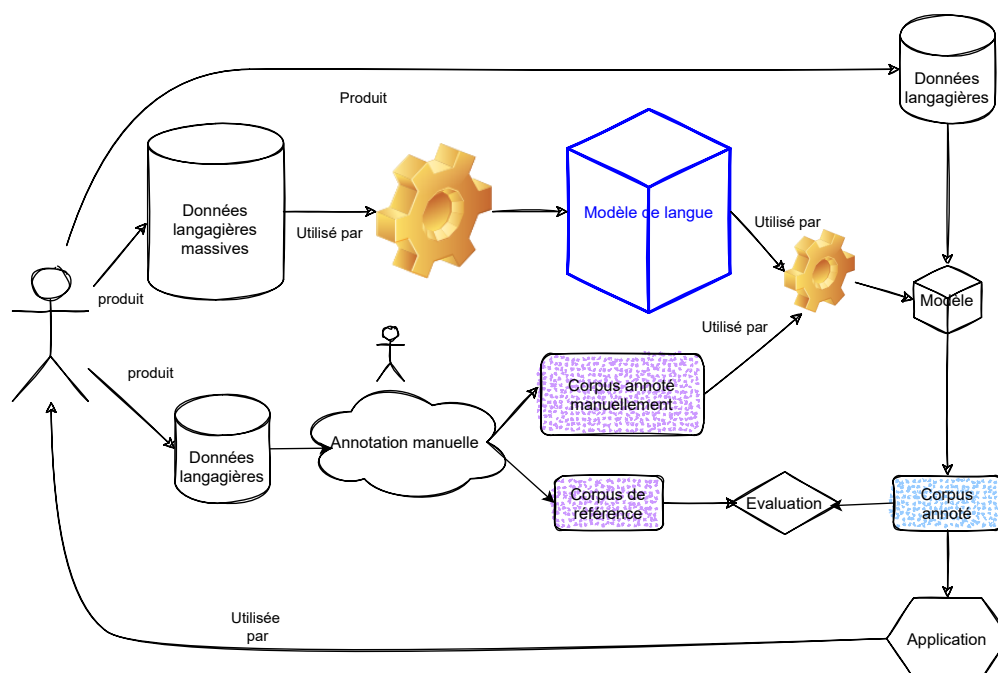 Données
langagières
Produit
Données
langagières
massives
Utilisé par
Modèle de langue
Utilisé par
produit
Modèle
Utilisé par
produit
Corpus annoté
manuellement
Annotation manuelle
Données
langagières
Corpus de
référence
Evaluation
Corpus
annoté
Utilisée
par
Application